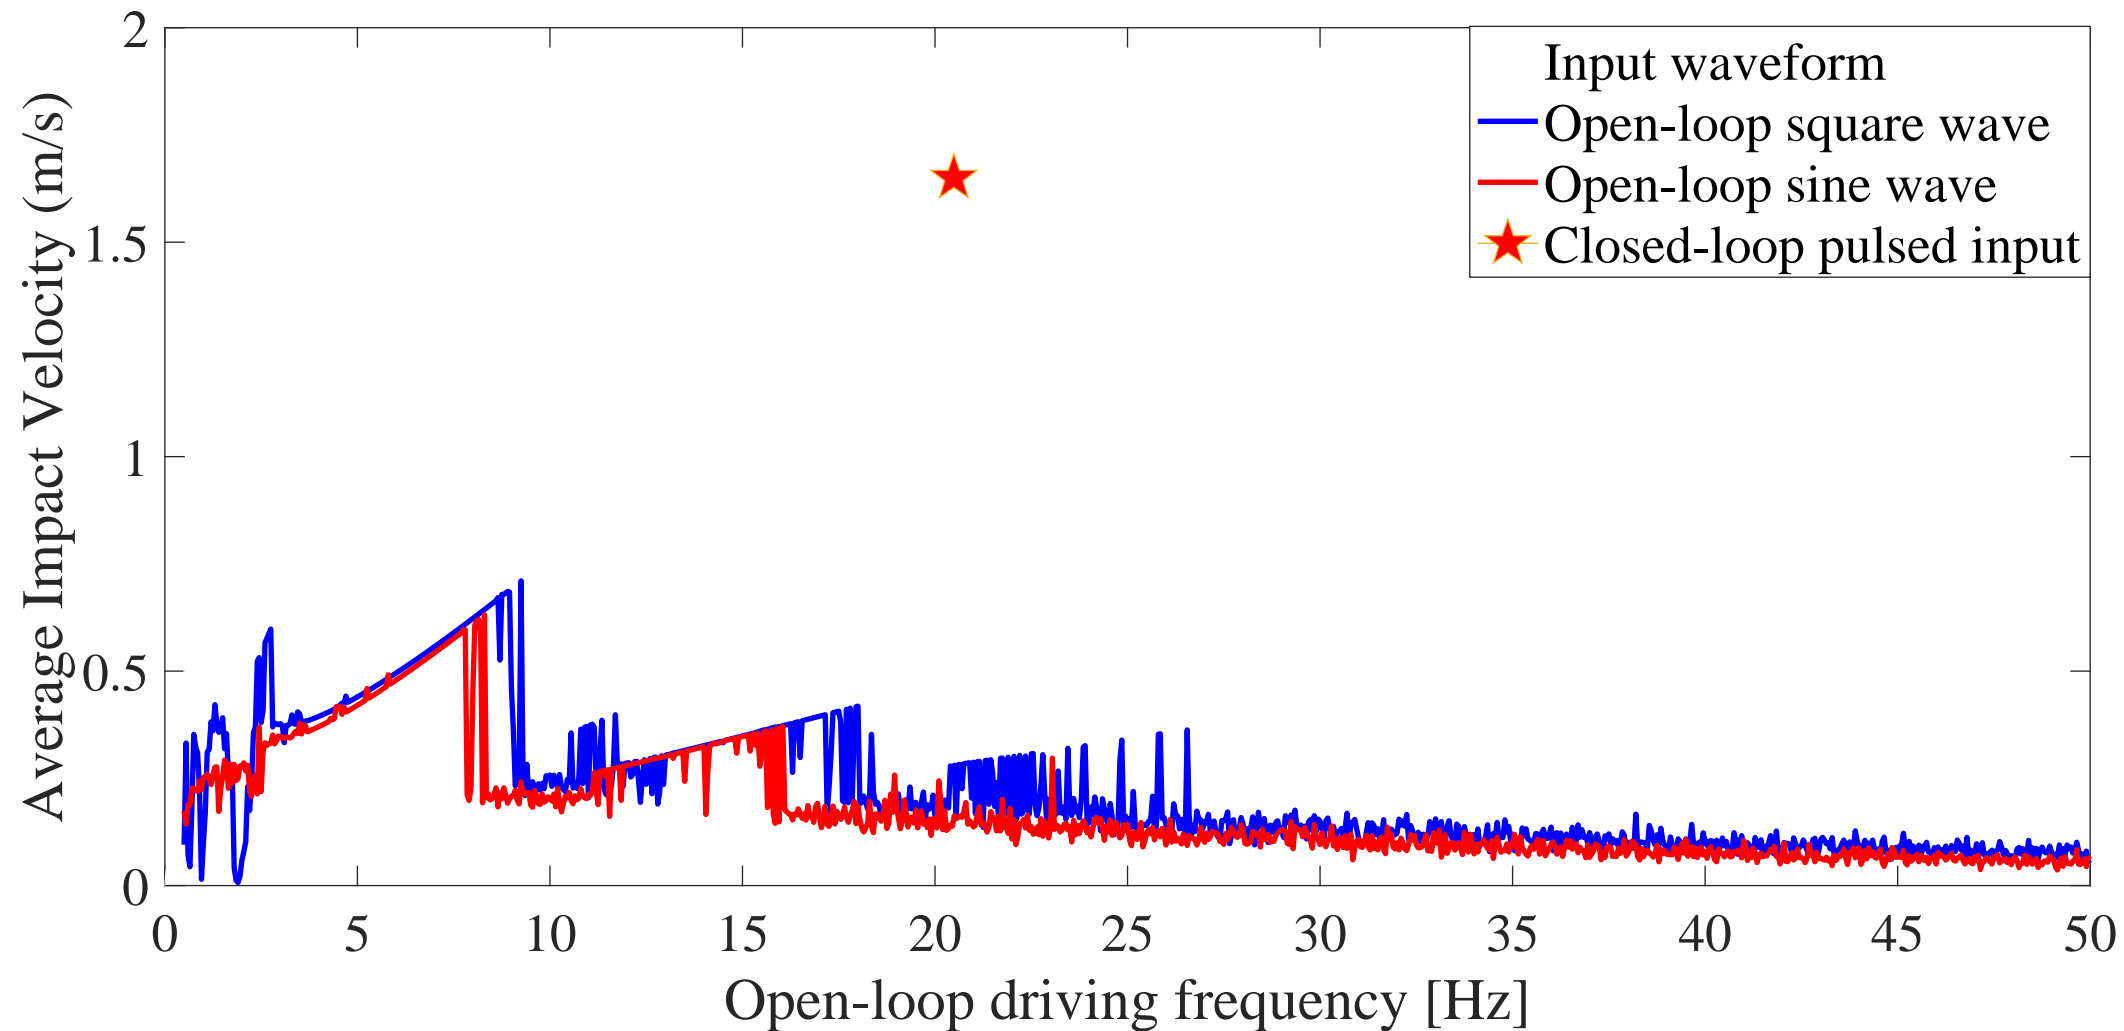 Average Impact Velocity (m/s)
2
1.5
1
0.5
0
0 5 10 15 20 25 30 35 40 45 50
Open-loop driving frequency [Hz]
Input waveform
Open-loop square wave
Open-loop sine wave
Closed-loop pulsed input